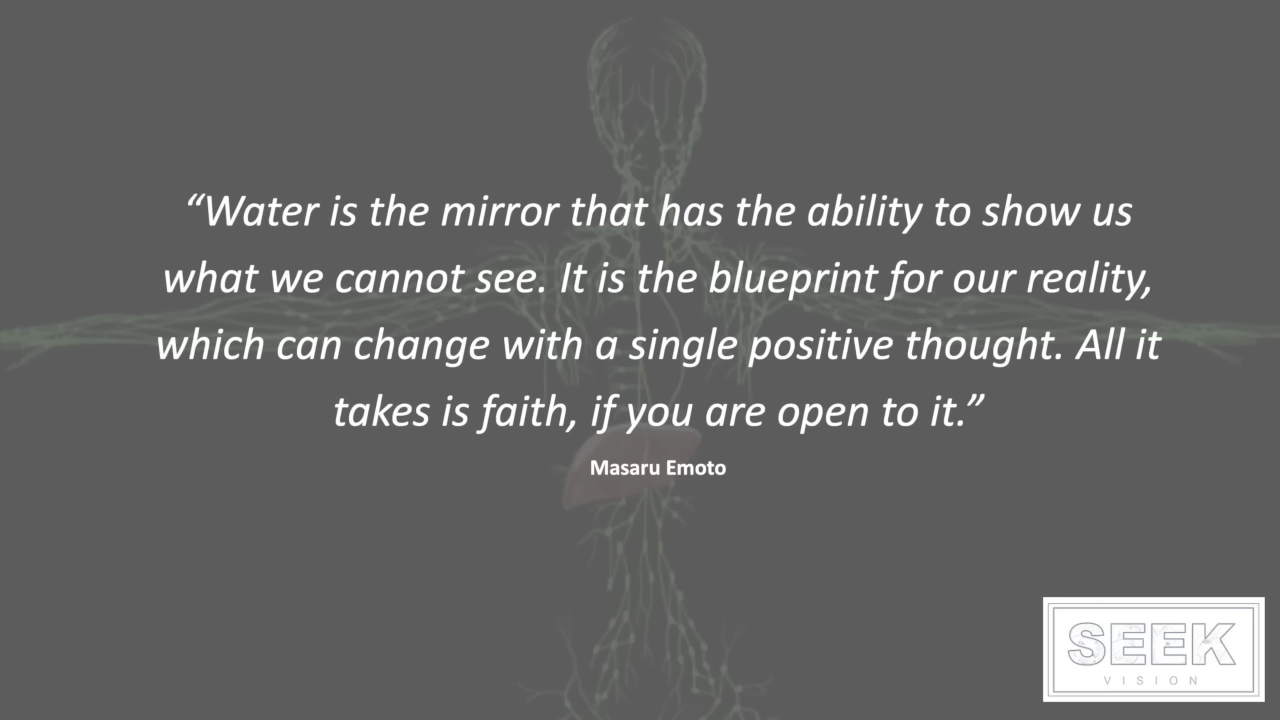 “Water is the mirror that has the ability to show us
what we cannot see. It is the blueprint for our reality,
which can change with a single positive thought. All it
takes is faith, if you are open to it.”
Masaru Emoto
SEEK
VISION